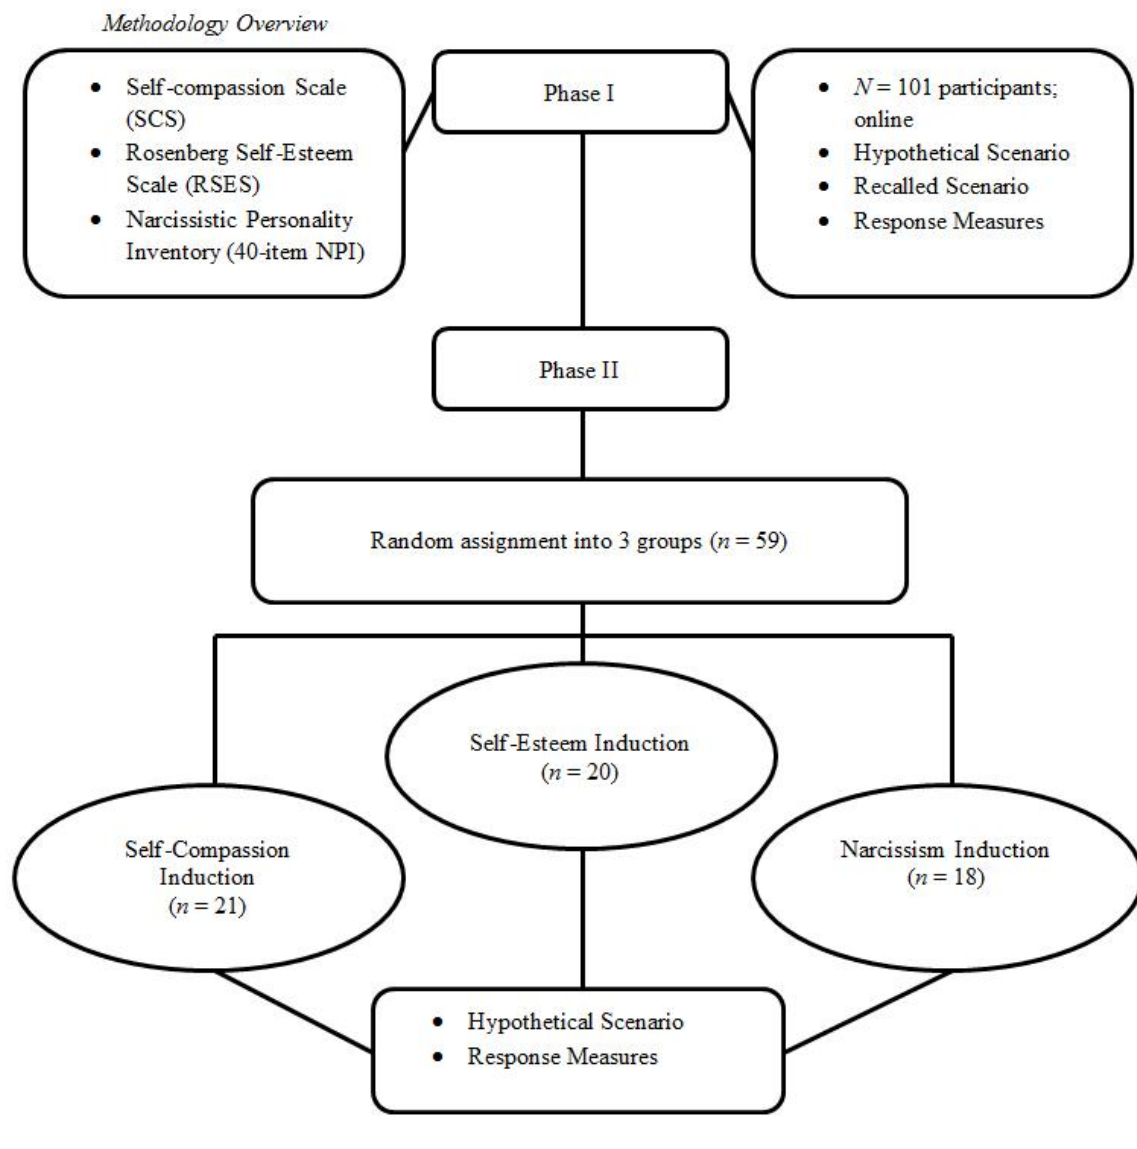 Methodology Overview
• Self-compassion Scale
(SCS)
• Rosenberg Self-Esteem
Scale (RSES)
• Narcissistic Personality
Inventory (40-item NPI)
Phase I
• N = 101 participants;
online
• Hypothetical Scenario
• Recalled Scenario
• Response Measures
Phase II
Random assignment into 3 groups (n = 59)
Self-Esteem Induction
(n = 20)
Self-Compassion
Induction
(n = 21)
Narcissism Induction
(n = 18)
• Hypothetical Scenario
• Response Measures